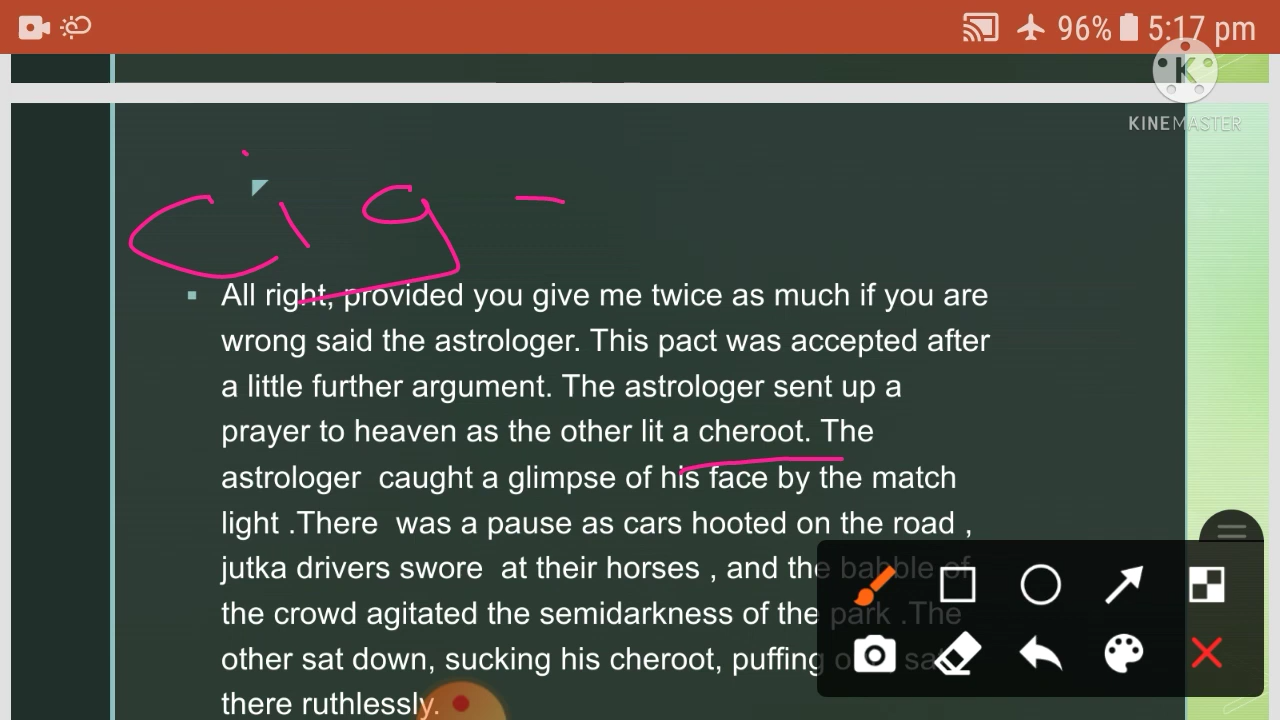 96% 5:17 pm
K
KINEMASTER
cig -
All right, provided you give me twice as much if you are
wrong said the astrologer. This pact was accepted after
a little further argument. The astrologer sent up a
prayer to heaven as the other lit a cheroot. The
astrologer caught a glimpse of his face by the match
light .There was a pause as cars hooted on the road ,
jutka drivers swore at their horses , and the babble of
the crowd agitated the semidarkness of the park .The
other sat down, sucking his cheroot, puffing
there ruthlessly.